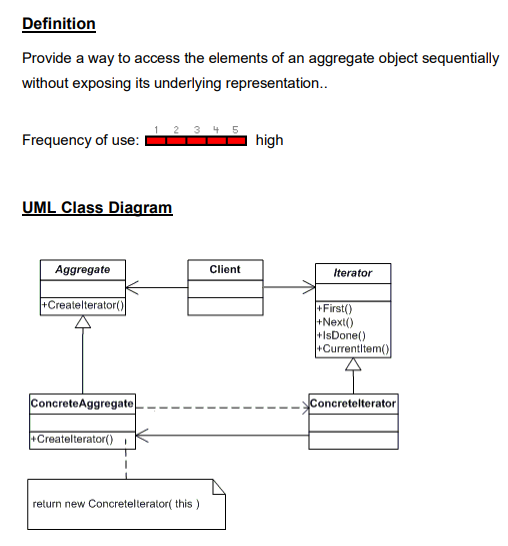 Definition
Provide a way to access the elements of an aggregate object sequentially
without exposing its underlying representation..
1 2 3 4 5
Frequency of use: high
UML Class Diagram
Aggregate
Client
Iterator
+CreateIterator()
+First()
+Next()
+IsDone()
+CurrentItem()
ConcreteAggregate
ConcreteIterator
+CreateIterator()
return new ConcreteIterator( this )